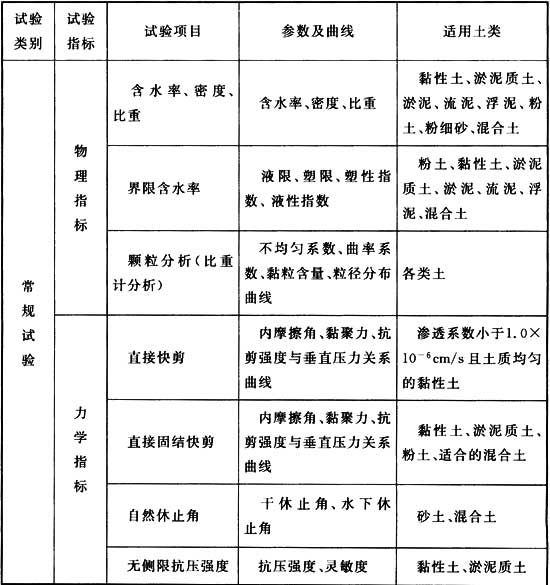 试验类别
试验指标
试验项目
参数及曲线
适用土类
常规试验
物理指标
含水率、密度、
比重
含水率、密度、比重
黏性土、淤泥质土、
淤泥、流泥、浮泥、粉
土、粉细砂、混合土
界限含水率
液限、塑限、塑性指
数、液性指数
粉土、黏性土、淤泥
质土、淤泥、流泥、浮
泥、混合土
颗粒分析(比重
计分析)
不均匀系数、曲率系
数、黏粒含量、粒径分布
曲线
各类土
力学指标
直接快剪
内摩擦角、黏聚力、抗
剪强度与垂直压力关系
曲线
渗透系数小于1.0×
10⁻⁶cm/s且土质均匀
的黏性土
直接固结快剪
内摩擦角、黏聚力、抗
剪强度与垂直压力关系
曲线
黏性土、淤泥质土、
粉土、适合的混合土
自然休止角
干休止角、水下休
止角
砂土、混合土
无侧限抗压强度
抗压强度、灵敏度
黏性土、淤泥质土